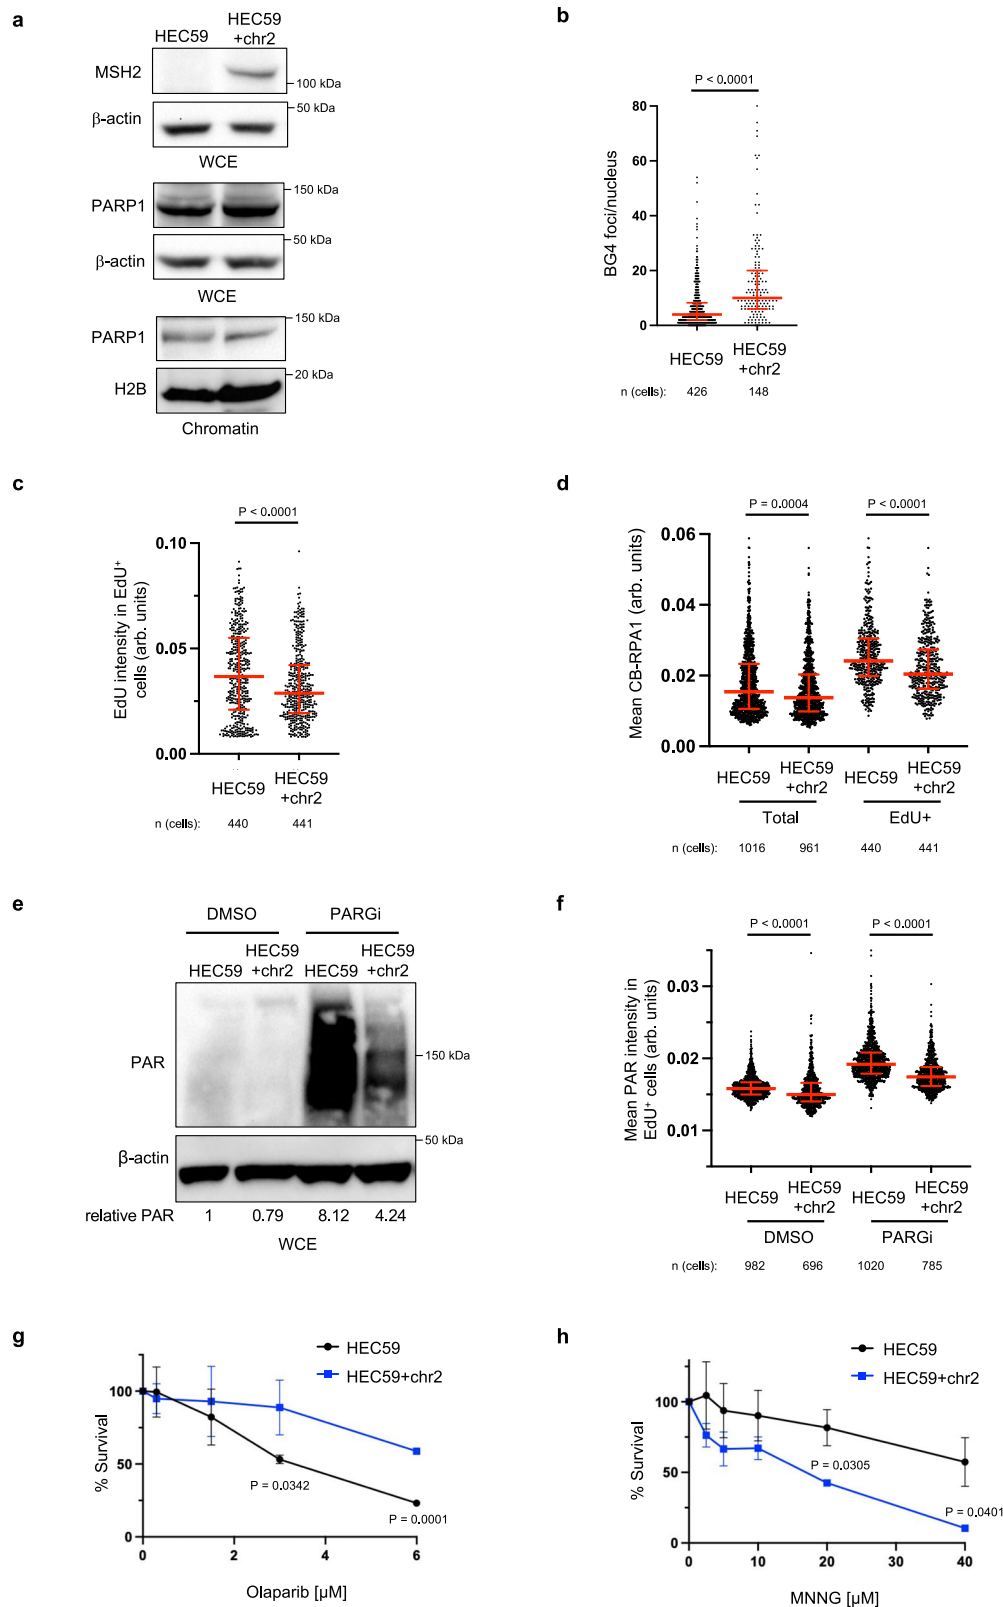 a
HEC59
HEC59
+chr2
MSH2
100 kDa
50 kDa
β-actin
WCE
150 kDa
PARP1
50 kDa
β-actin
WCE
150 kDa
PARP1
20 kDa
H2B
Chromatin
b
P < 0.0001
BG4 foci/nucleus
80
60
40
20
0
HEC59
HEC59
+chr2
n (cells): 426 148
c
P < 0.0001
EdU intensity in EdU⁺
cells (arb. units)
0.10
0.05
0.00
HEC59
HEC59
+chr2
n (cells): 440 441
d
P = 0.0004
P < 0.0001
Mean CB-RPA1 (arb. units)
0.06
0.04
0.02
0.00
HEC59
HEC59
+chr2
HEC59
HEC59
+chr2
Total
EdU+
n (cells): 1016 961 440 441
e
DMSO
PARGi
HEC59
HEC59
+chr2
HEC59
HEC59
+chr2
PAR
150 kDa
50 kDa
β-actin
relative PAR 1 0.79 8.12 4.24
WCE
f
P < 0.0001
P < 0.0001
Mean PAR intensity in
EdU⁺ cells (arb. units)
0.03
0.02
0.01
HEC59
HEC59
+chr2
HEC59
HEC59
+chr2
DMSO
PARGi
n (cells): 982 696 1020 785
g
HEC59
HEC59+chr2
% Survival
100
50
0
P = 0.0342
P = 0.0001
0 2 4 6
Olaparib [µM]
h
HEC59
HEC59+chr2
% Survival
100
50
0
P = 0.0305
P = 0.0401
0 10 20 30 40
MNNG [µM]